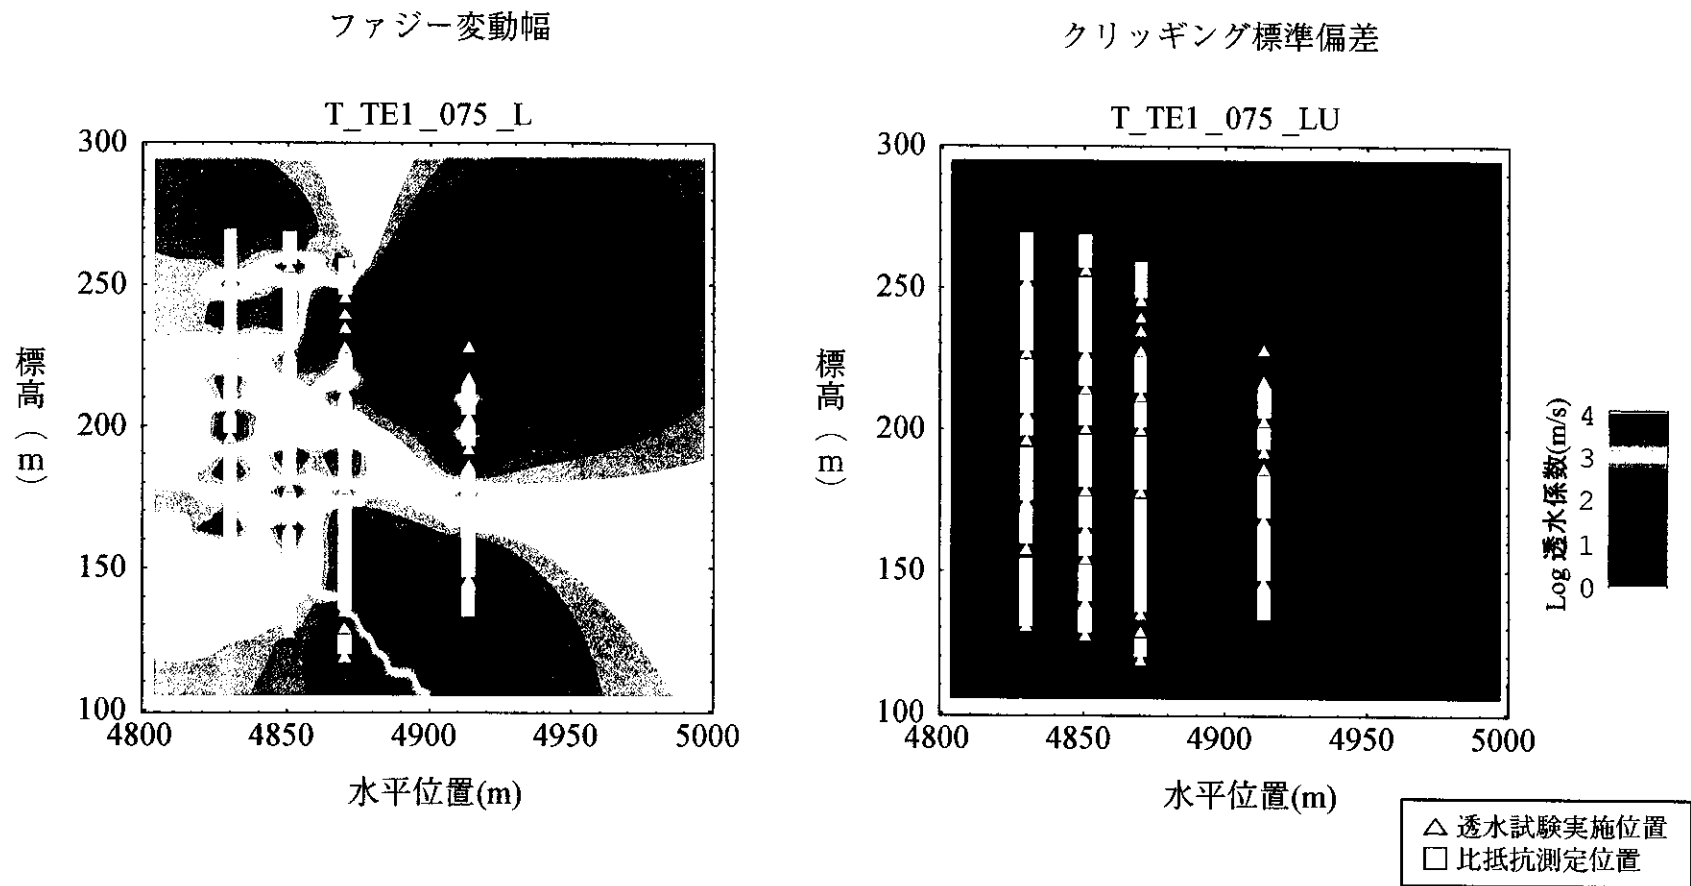 ファジー変動幅
クリッギング標準偏差
T_TE1_075_L
T_TE1_075_LU
300
250
200
150
100
標高(m)
4800
4850
4900
4950
5000
水平位置(m)
300
250
200
150
100
標高(m)
4800
4850
4900
4950
5000
水平位置(m)
Log 透水係数(m/s)
4
3
2
1
0
△ 透水試験実施位置
□ 比抵抗測定位置